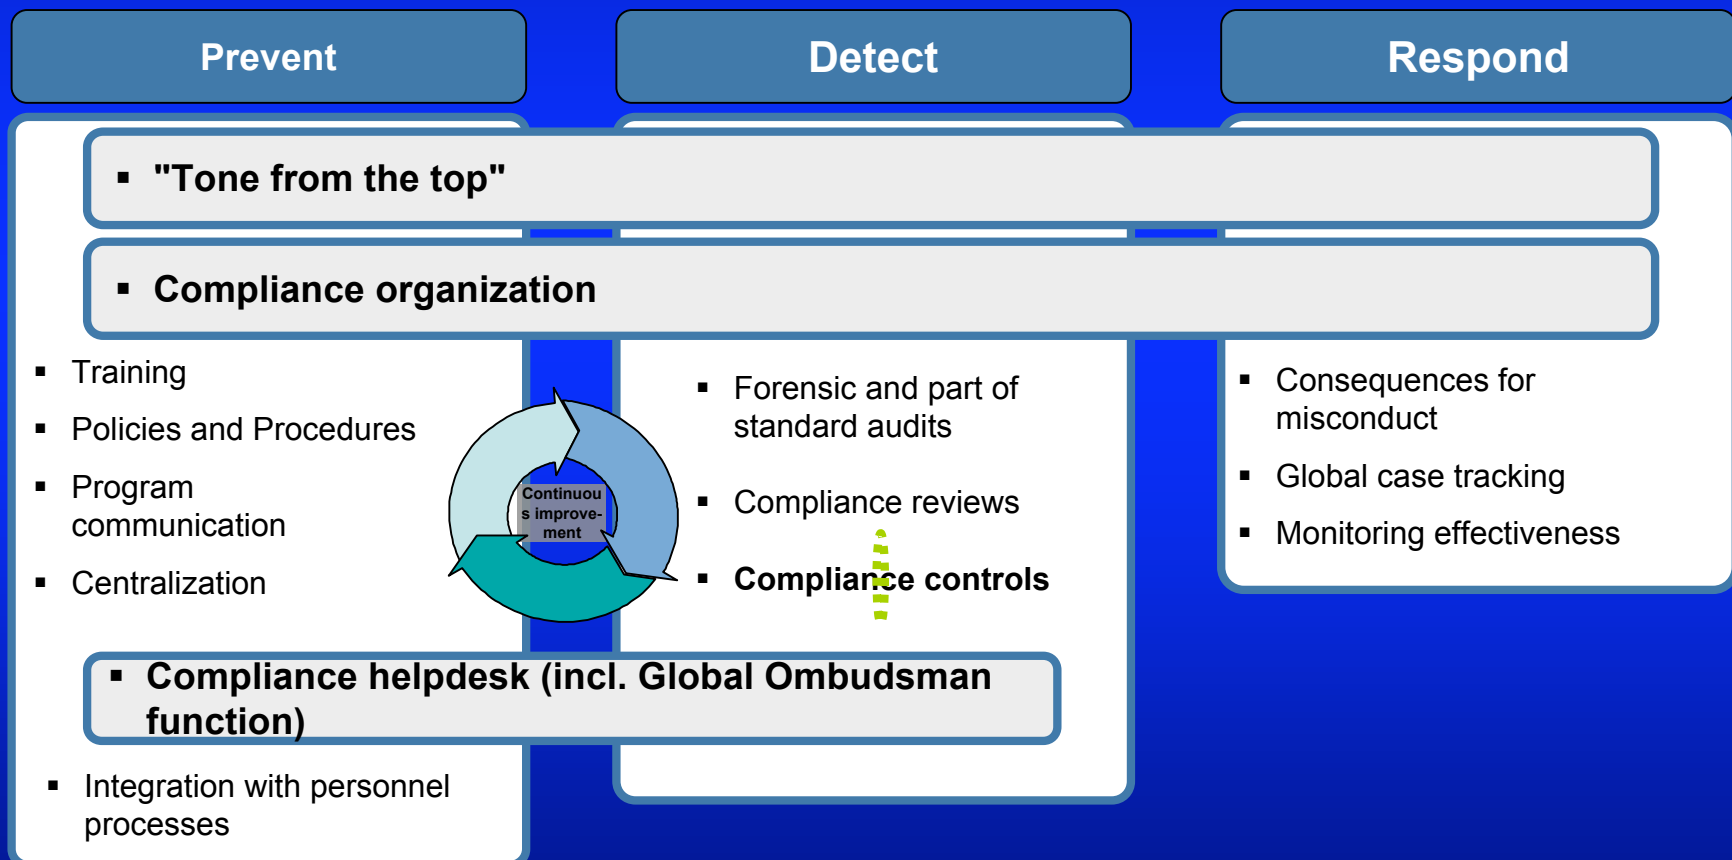 Prevent
Detect
Respond
▪ "Tone from the top"
▪ Compliance organization
▪ Training
▪ Policies and Procedures
▪ Program
communication
▪ Centralization
Continuou
s improve-
ment
▪ Forensic and part of
standard audits
▪ Compliance reviews
▪ Compliance controls
▪ Consequences for
misconduct
▪ Global case tracking
▪ Monitoring effectiveness
▪ Compliance helpdesk (incl. Global Ombudsman
function)
▪ Integration with personnel
processes